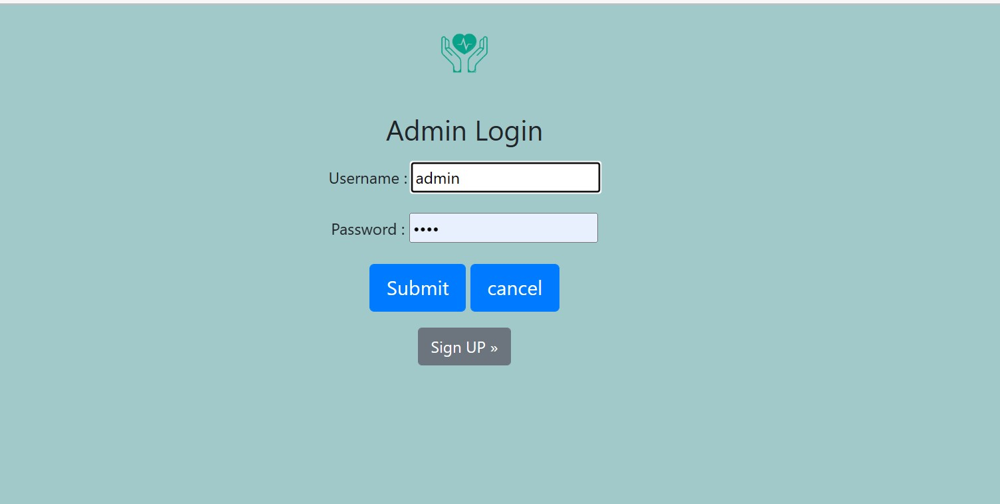 Admin Login
Username : admin
Password : ••••
Submit cancel
Sign UP »